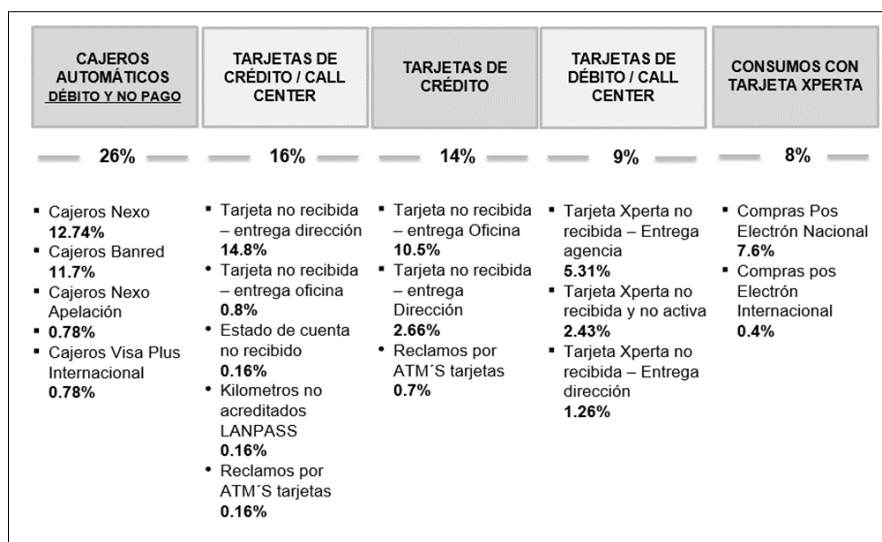 CAJEROS
AUTOMÁTICOS
DÉBITO Y NO PAGO
26%
▪ Cajeros Nexo
12.74%
▪ Cajeros Banred
11.7%
▪ Cajeros Nexo
Apelación
▪ 0.78%
▪ Cajeros Visa Plus
Internacional
0.78%
TARJETAS DE
CRÉDITO / CALL
CENTER
16%
▪ Tarjeta no recibida
– entrega dirección
14.8%
• Tarjeta no recibida
– entrega oficina
0.8%
• Estado de cuenta
no recibido
0.16%
• Kilometros no
acreditados
LANPASS
0.16%
• Reclamos por
ATM´S tarjetas
0.16%
TARJETAS DE
CRÉDITO
14%
▪ Tarjeta no recibida
– entrega Oficina
10.5%
▪ Tarjeta no recibida
– entrega
Dirección
2.66%
• Reclamos por
ATM´S tarjetas
0.7%
TARJETAS DE
DÉBITO / CALL
CENTER
9%
▪ Tarjeta Xperta no
recibida – Entrega
agencia
5.31%
▪ Tarjeta Xperta no
recibida y no activa
2.43%
▪ Tarjeta Xperta no
recibida – Entrega
dirección
1.26%
CONSUMOS CON
TARJETA XPERTA
8%
▪ Compras Pos
Electrón Nacional
7.6%
▪ Compras pos
Electrón
Internacional
0.4%